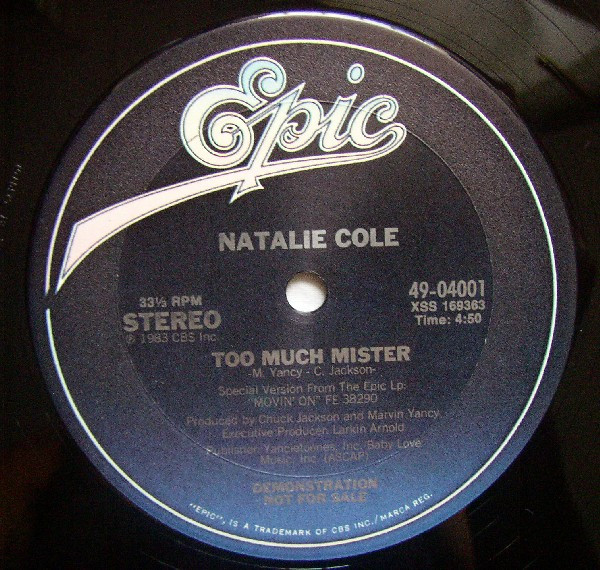 Epic
NATALIE COLE
33⅓ RPM
STEREO
℗ 1983 CBS Inc
49-04001
XSS 169363
Time: 4:50
TOO MUCH MISTER
-M. Yancy - C. Jackson-
Special Version From The Epic Lp:
"MOVIN' ON" FE 38290
Produced by Chuck Jackson and Marvin Yancy
Executive Producer: Larkin Arnold
Publisher: Yancietones, Inc. Baby Love
Music, Inc (ASCAP)
DEMONSTRATION
NOT FOR SALE
"EPIC", IS A TRADEMARK OF CBS INC./MARCA REG.